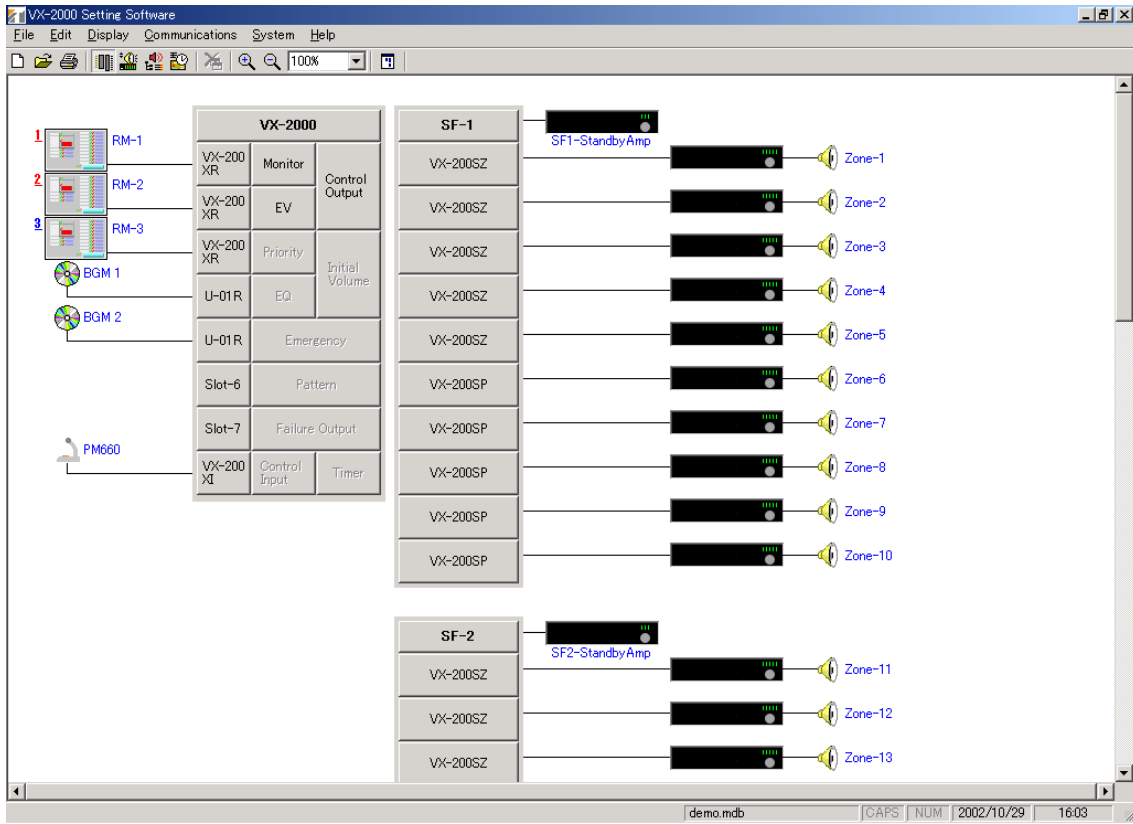 VX-2000 Setting Software
File Edit Display Communications System Help
100%
1
RM-1
2
RM-2
3
RM-3
BGM 1
BGM 2
PM660
VX-2000
VX-200 XR
Monitor
Control Output
VX-200 XR
EV
VX-200 XR
Priority
Initial Volume
U-01R
EQ
U-01R
Emergency
Slot-6
Pattern
Slot-7
Failure Output
VX-200 XI
Control Input
Timer
SF-1
SF1-StandbyAmp
VX-200SZ
Zone-1
VX-200SZ
Zone-2
VX-200SZ
Zone-3
VX-200SZ
Zone-4
VX-200SZ
Zone-5
VX-200SP
Zone-6
VX-200SP
Zone-7
VX-200SP
Zone-8
VX-200SP
Zone-9
VX-200SP
Zone-10
SF-2
SF2-StandbyAmp
VX-200SZ
Zone-11
VX-200SZ
Zone-12
VX-200SZ
Zone-13
demo.mdb
CAPS NUM 2002/10/29 16:03